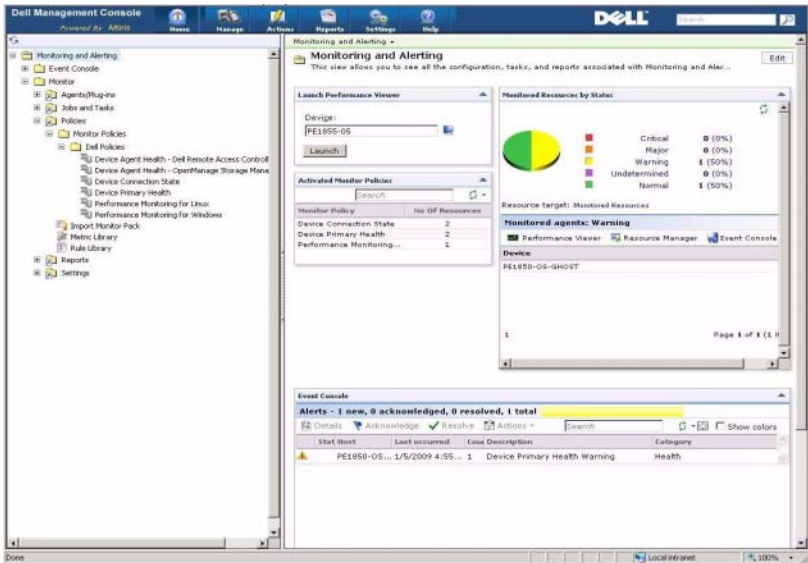 Dell Management Console
Powered By Altiris
Home Manage Actions Reports Settings Help
DELL
Search
Monitoring and Alerting
Event Console
Monitor
Agents/Plug-ins
Jobs and Tasks
Policies
Monitor Policies
Dell Policies
Device Agent Health - Dell Remote Access Controll
Device Agent Health - OpenManage Storage Mana
Device Connection State
Device Primary Health
Performance Monitoring for Linux
Performance Monitoring for Windows
Import Monitor Pack
Metric Library
Rule Library
Reports
Settings
Monitoring and Alerting
Monitoring and Alerting
Edit
This view allows you to see all the configuration, tasks, and reports associated with Monitoring and Aler...
Launch Performance Viewer
Device:
PE1855-05
Launch
Activated Monitor Policies
Search
Monitor Policy No Of Resources
Device Connection State 2
Device Primary Health 2
Performance Monitoring... 1
Monitored Resources by Status
Critical 0 (0%)
Major 0 (0%)
Warning 1 (50%)
Undetermined 0 (0%)
Normal 1 (50%)
Resource target: Monitored Resources
Monitored agents: Warning
Performance Viewer Resource Manager Event Console
Device
PE1850-OS-GHOST
1 Page 1 of 1 (1 It
Event Console
Alerts - 1 new, 0 acknowledged, 0 resolved, 1 total
Details Acknowledge Resolve Actions Search Show colors
Stat Host Last occurred Coun Description Category
PE1850-OS... 1/5/2009 4:55... 1 Device Primary Health Warning Health
Done Local intranet 100%